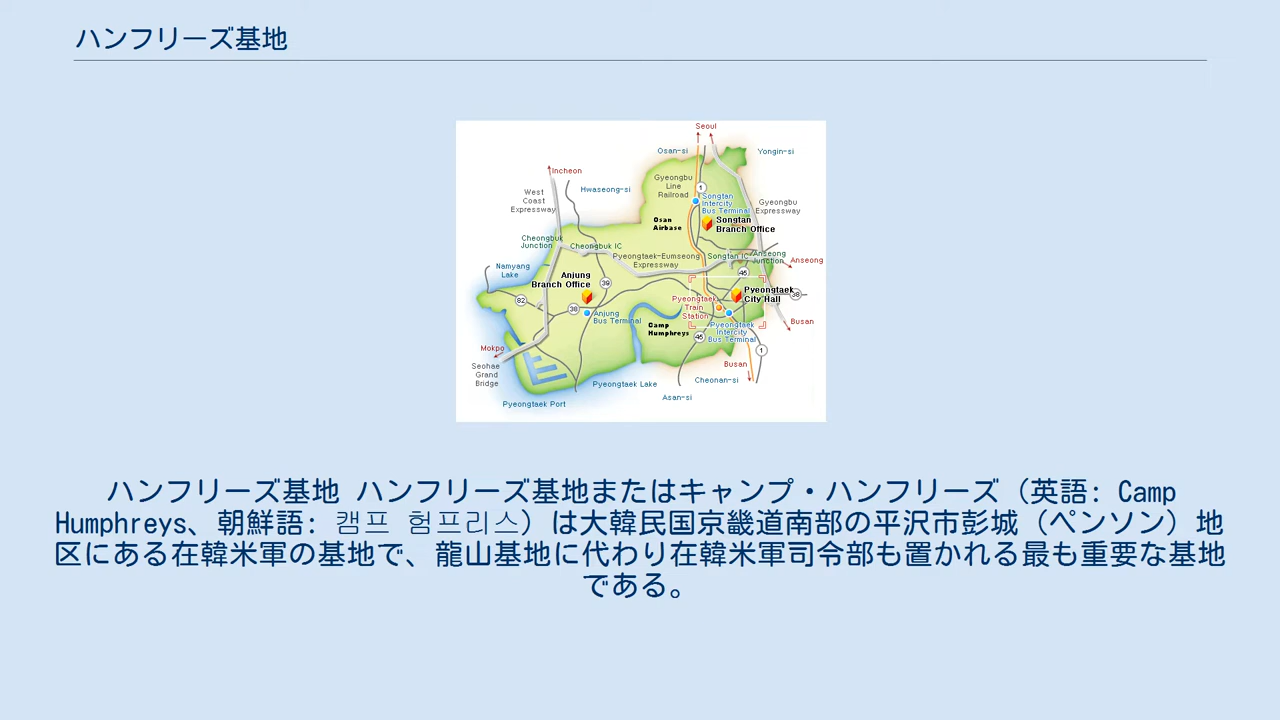 ハンフリーズ基地
Seoul
Osan-si
Yongin-si
Incheon
Gyeongbu
Line
Railroad
1
Hwaseong-si
West
Coast
Expressway
Songtan
Intercity
Bus Terminal
Gyeongbu
Expressway
Osan
Airbase
Songtan
Branch Office
Cheongbuk
Junction
Cheongbuk IC
Pyeongtaek-Eumseong
Expressway
Songtan IC
Anseong
Junction
Anseong
Namyang
Lake
Anjung
Branch Office
39
45
Pyeongtaek
City Hall
38
82
38
Anjung
Bus Terminal
Pyeongtaek
Train
Station
Camp
Humphreys
Pyeongtaek
Intercity
Bus Terminal
45
Busan
Mokpo
1
Seohae
Grand
Bridge
Busan
Pyeongtaek Lake
Cheonan-si
Asan-si
Pyeongtaek Port
ハンフリーズ基地 ハンフリーズ基地またはキャンプ・ハンフリーズ（英語: Camp
Humphreys、朝鮮語: 캠프 험프리스）は大韓民国京畿道南部の平沢市彭城（ペンソン）地
区にある在韓米軍の基地で、龍山基地に代わり在韓米軍司令部も置かれる最も重要な基地
である。